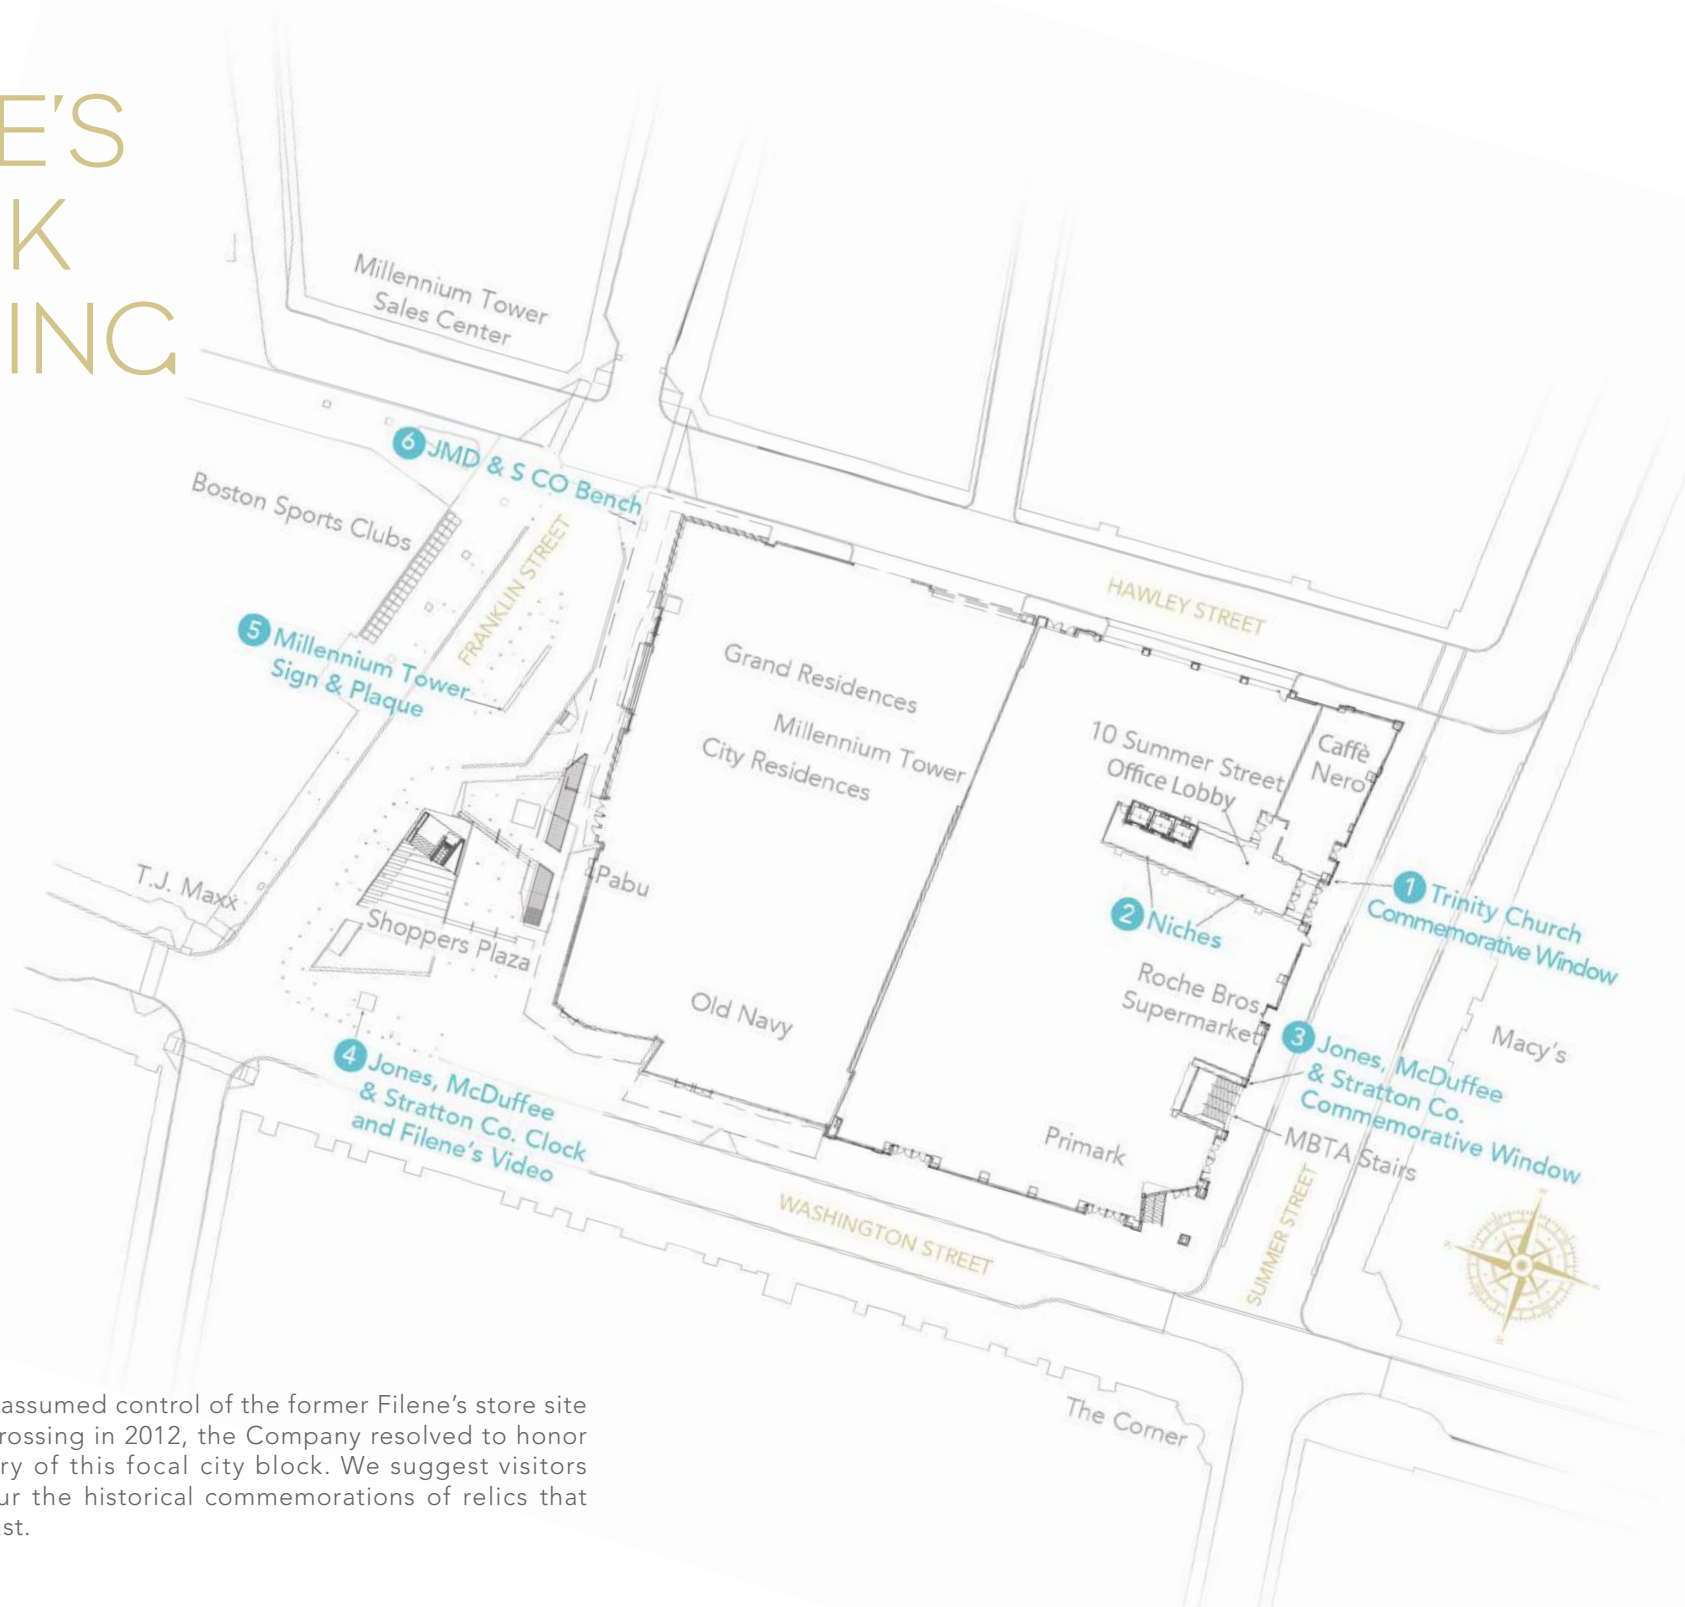 E'S
K
ING
Millennium Tower
Sales Center
6 JMD & S CO Bench
Boston Sports Clubs
FRANKLIN STREET
HAWLEY STREET
5 Millennium Tower
Sign & Plaque
Grand Residences
Millennium Tower
City Residences
10 Summer Street
Office Lobby
Caffè
Nero
T.J. Maxx
Pabu
Shoppers Plaza
1 Trinity Church
Commemorative Window
2 Niches
Roche Bros.
Supermarket
Old Navy
Macy's
3 Jones, McDuffee
& Stratton Co.
Commemorative Window
4 Jones, McDuffee
& Stratton Co. Clock
and Filene's Video
Primark
MBTA Stairs
WASHINGTON STREET
SUMMER STREET
The Corner
assumed control of the former Filene's store site
rossing in 2012, the Company resolved to honor
ry of this focal city block. We suggest visitors
ur the historical commemorations of relics that
st.